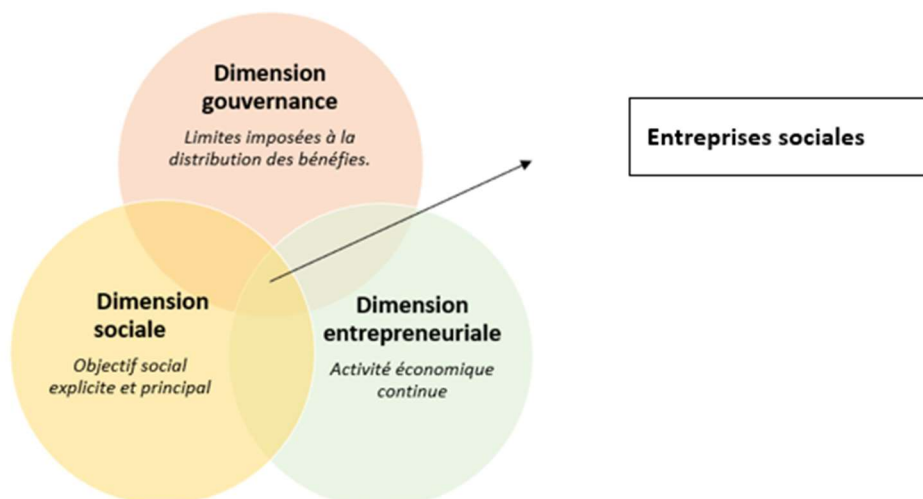 Dimension
gouvernance
Limites imposées à la
distribution des bénéfies.
Entreprises sociales
Dimension
sociale
Objectif social
explicite et principal
Dimension
entrepreneuriale
Activité économique
continue